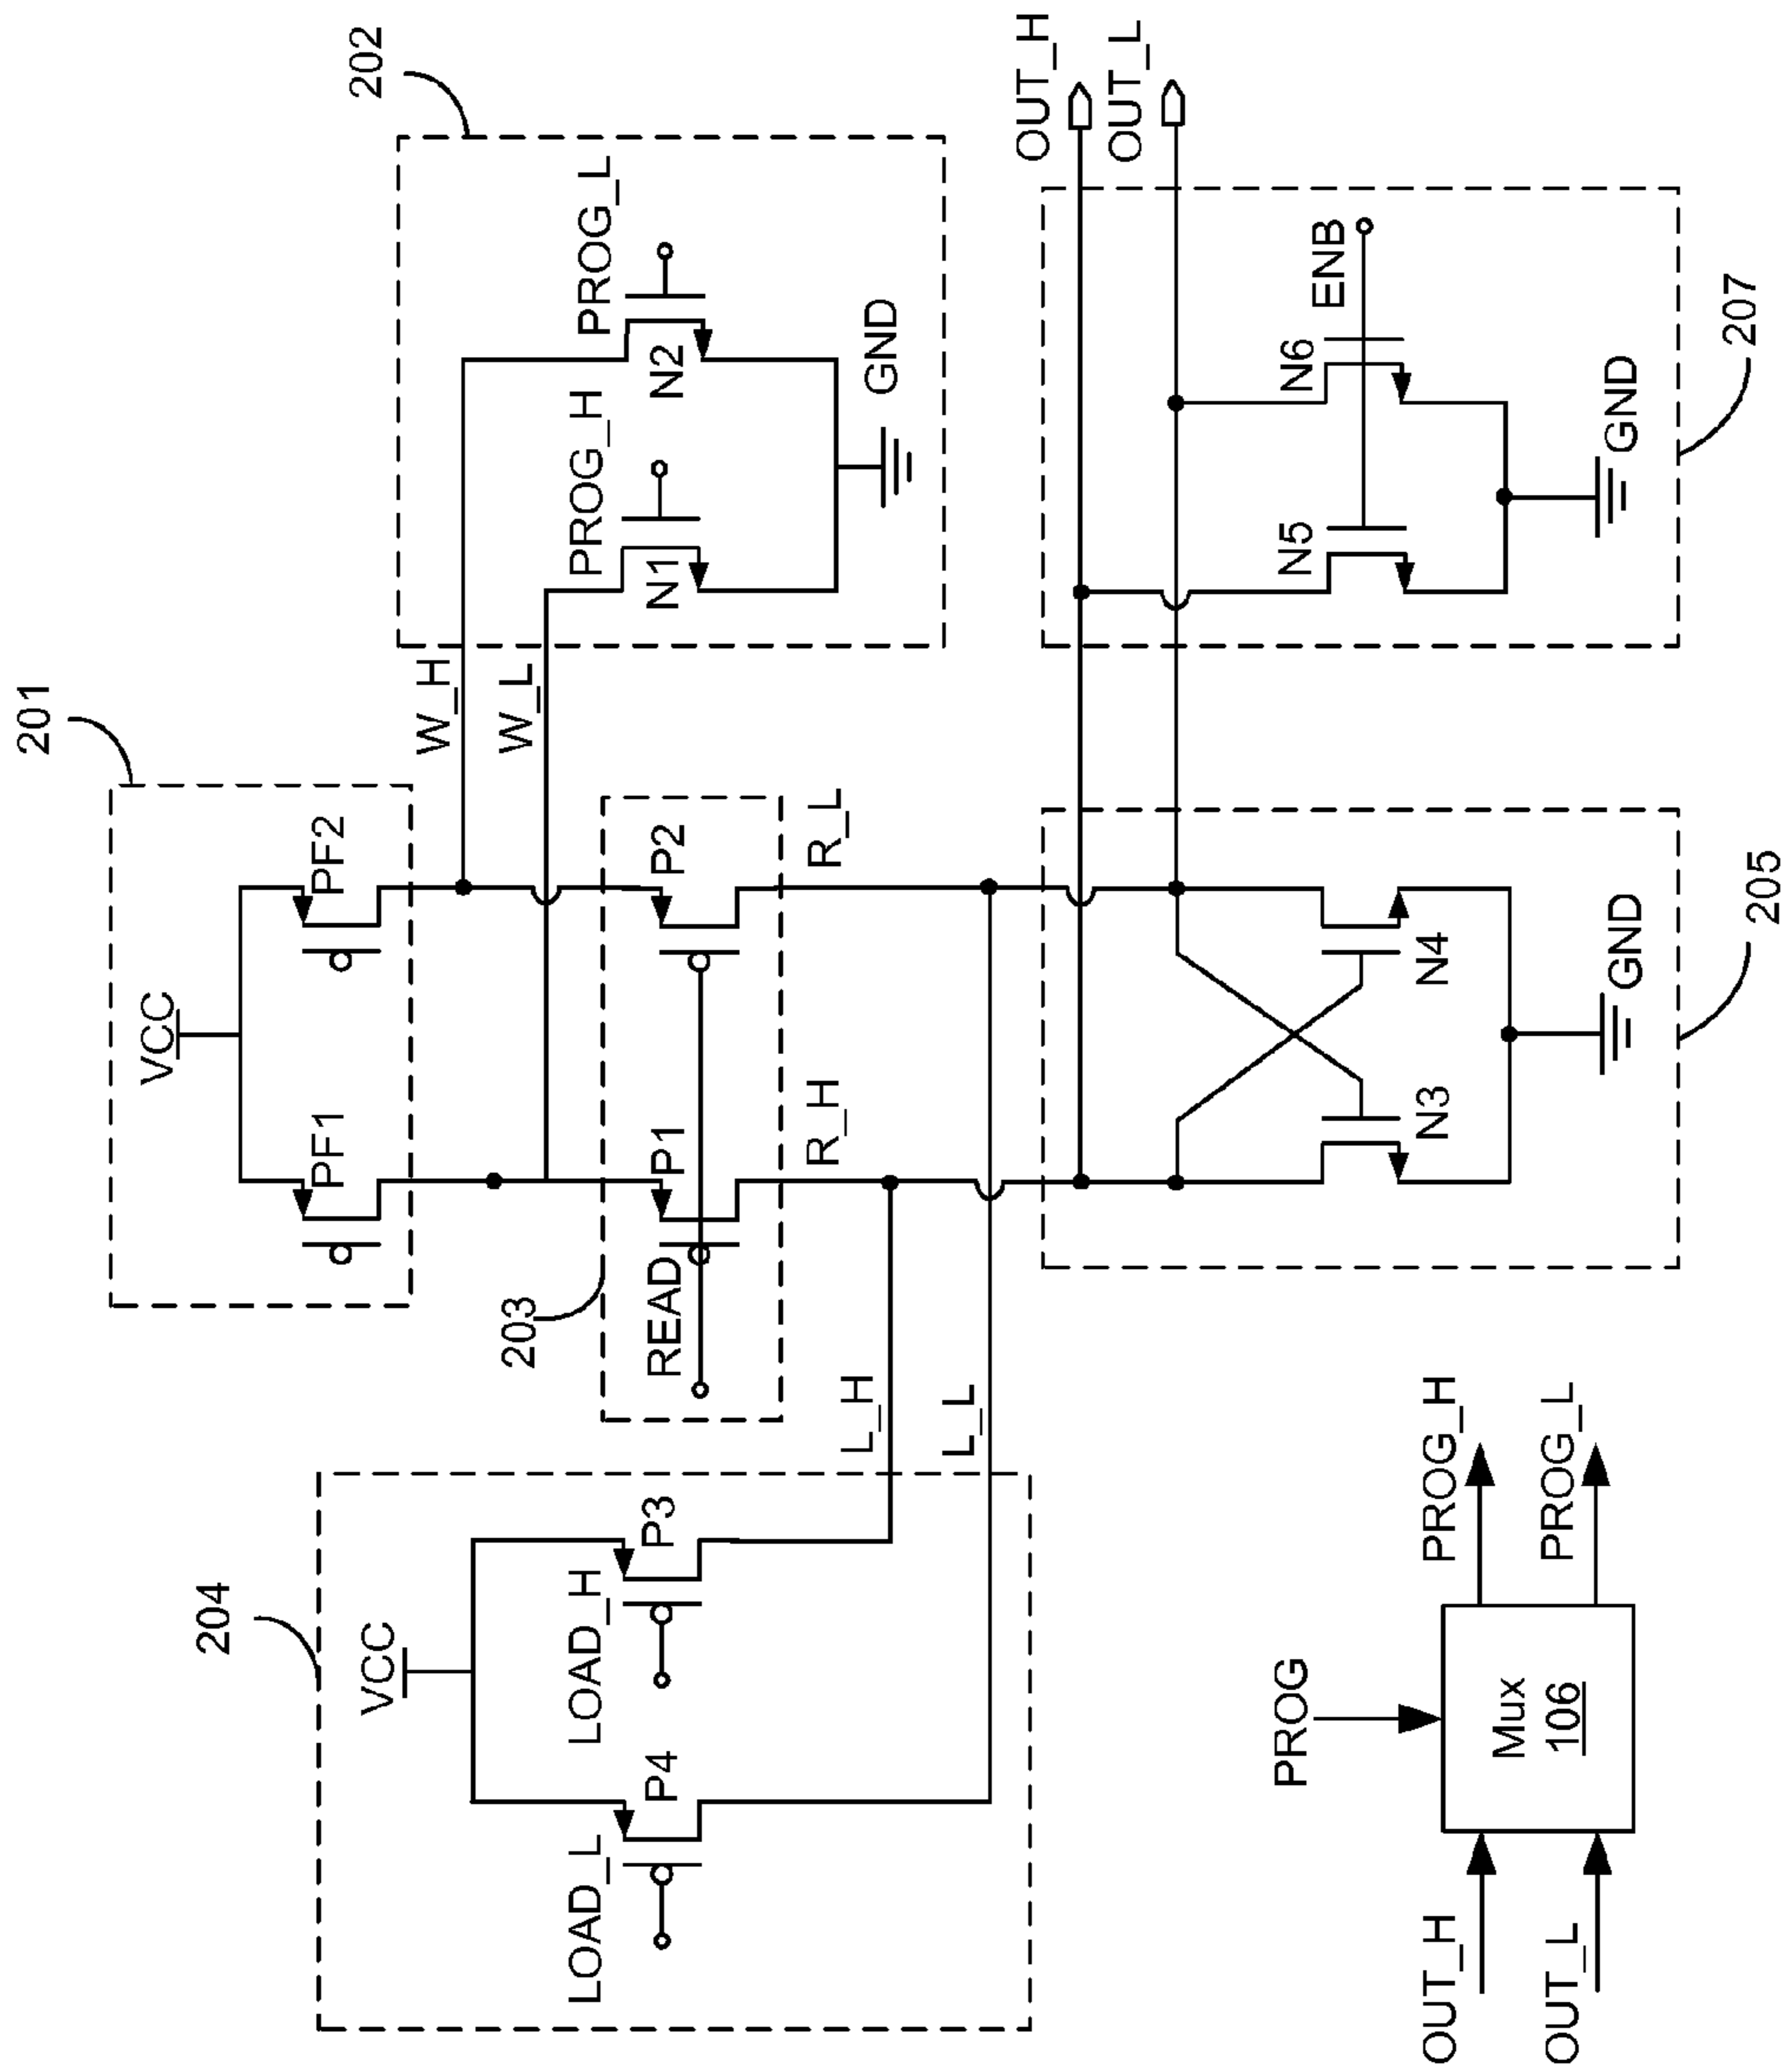 201
202
VCC
PF1
PF2
W_H
W_L
PROG_H
N1
PROG_L
N2
GND
203
READ
P1
P2
R_H
R_L
204
VCC
LOAD_L
P4
LOAD_H
P3
L_H
L_L
OUT_H
OUT_L
N3
N4
GND
205
N5
N6
ENB
GND
207
PROG
Mux
106
OUT_H
OUT_L
PROG_H
PROG_L